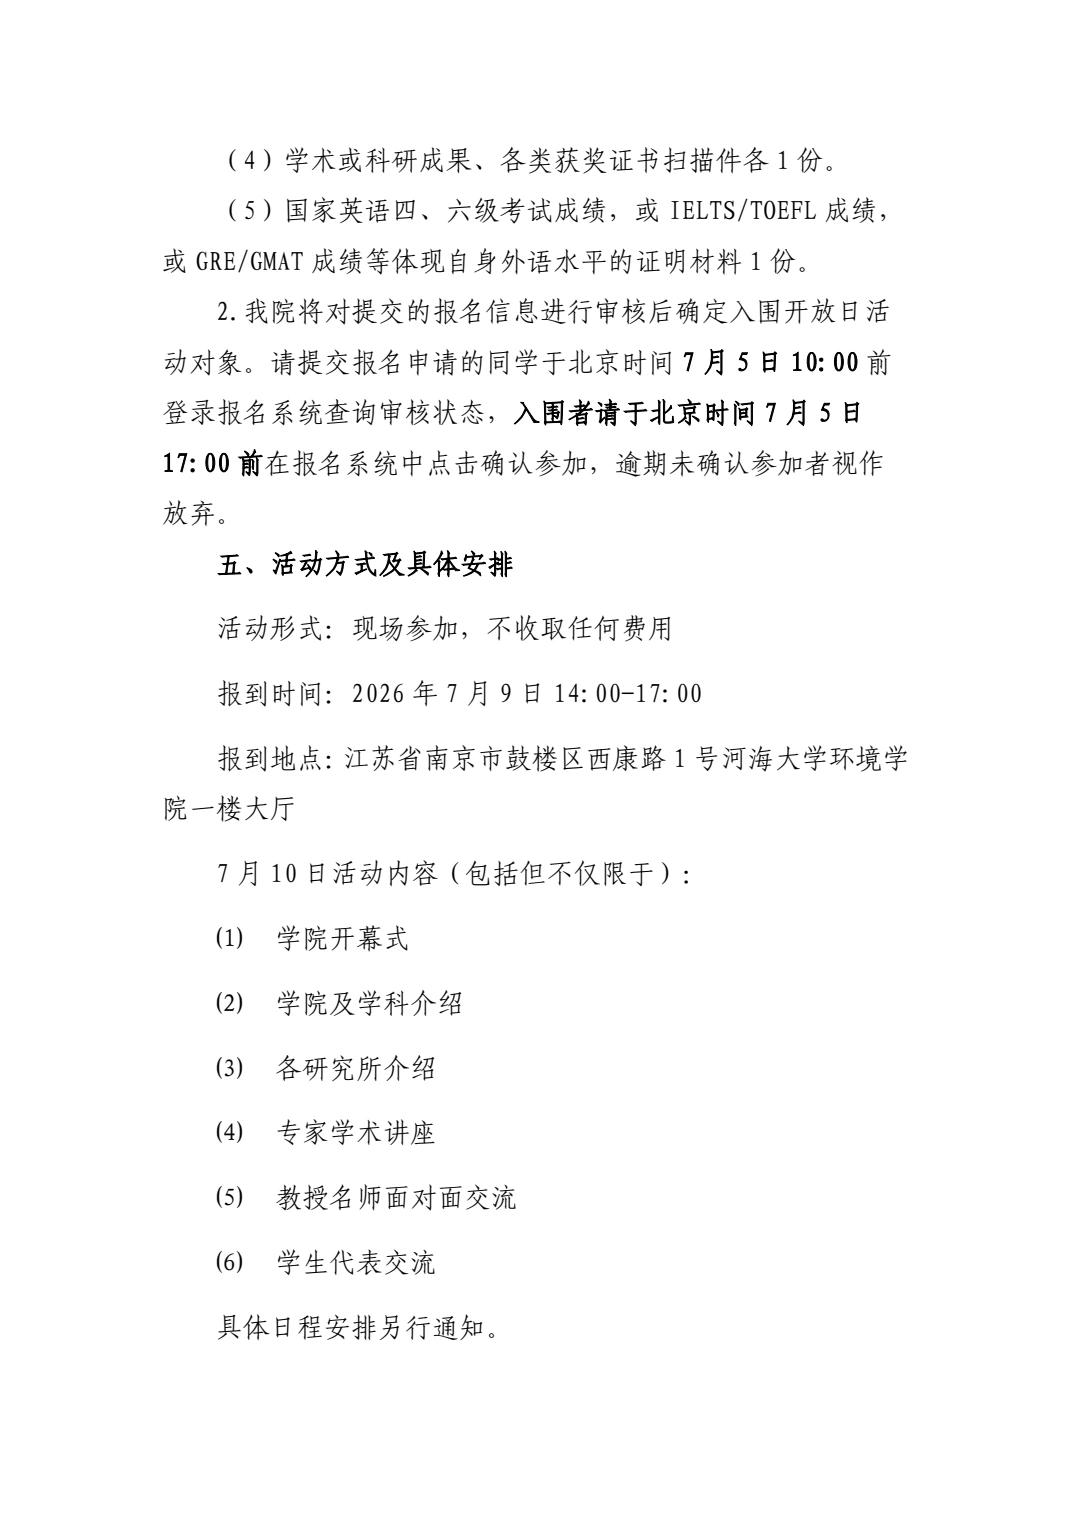 （4）学术或科研成果、各类获奖证书扫描件各 1 份。
（5）国家英语四、六级考试成绩，或 IELTS/TOEFL 成绩，
或 GRE/GMAT 成绩等体现自身外语水平的证明材料 1 份。
2.我院将对提交的报名信息进行审核后确定入围开放日活
动对象。请提交报名申请的同学于北京时间 7 月 5 日 10:00 前
登录报名系统查询审核状态，入围者请于北京时间 7 月 5 日
17:00 前在报名系统中点击确认参加，逾期未确认参加者视作
放弃。
五、活动方式及具体安排
活动形式：现场参加，不收取任何费用
报到时间：2026 年 7 月 9 日 14:00-17:00
报到地点：江苏省南京市鼓楼区西康路 1 号河海大学环境学
院一楼大厅
7 月 10 日活动内容（包括但不仅限于）：
(1) 学院开幕式
(2) 学院及学科介绍
(3) 各研究所介绍
(4) 专家学术讲座
(5) 教授名师面对面交流
(6) 学生代表交流
具体日程安排另行通知。